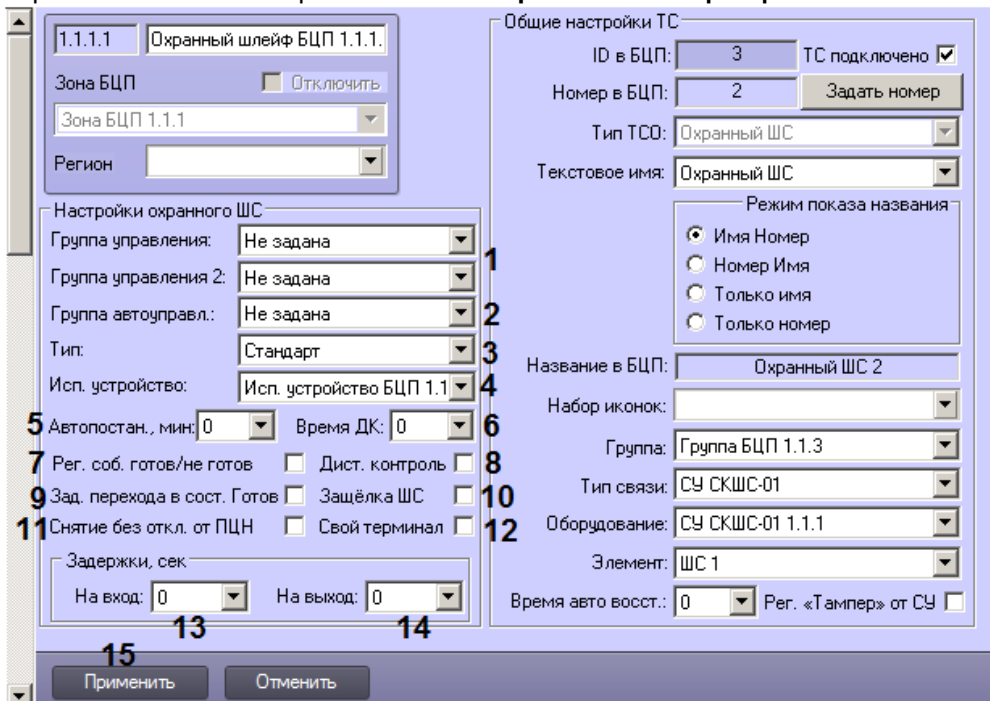 1.1.1.1 Охранный шлейф БЦП 1.1.1.
Зона БЦП Отключить
Зона БЦП 1.1.1
Регион
Настройки охранного ШС
Группа управления: Не задана
1
Группа управления 2: Не задана
Группа автоуправл.: Не задана 2
Тип: Стандарт 3
Исп. устройство: Исп. устройство БЦП 1.1 4
5 Автопостан., мин: 0 Время ДК: 0 6
7 Рег. соб. готов/не готов Дист. контроль 8
9 Зад. перехода в сост. Готов Защёлка ШС 10
11 Снятие без откл. от ПЦН Свой терминал 12
Задержки, сек
На вход: 0 На выход: 0
13 14
Общие настройки ТС
ID в БЦП: 3 ТС подключено
Номер в БЦП: 2 Задать номер
Тип ТСО: Охранный ШС
Текстовое имя: Охранный ШС
Режим показа названия
Имя Номер
Номер Имя
Только имя
Только номер
Название в БЦП: Охранный ШС 2
Набор иконок:
Группа: Группа БЦП 1.1.3
Тип связи: СУ СКШС-01
Оборудование: СУ СКШС-01 1.1.1
Элемент: ШС 1
Время авто восст.: 0 Рег. «Тампер» от СУ
15
Применить Отменить